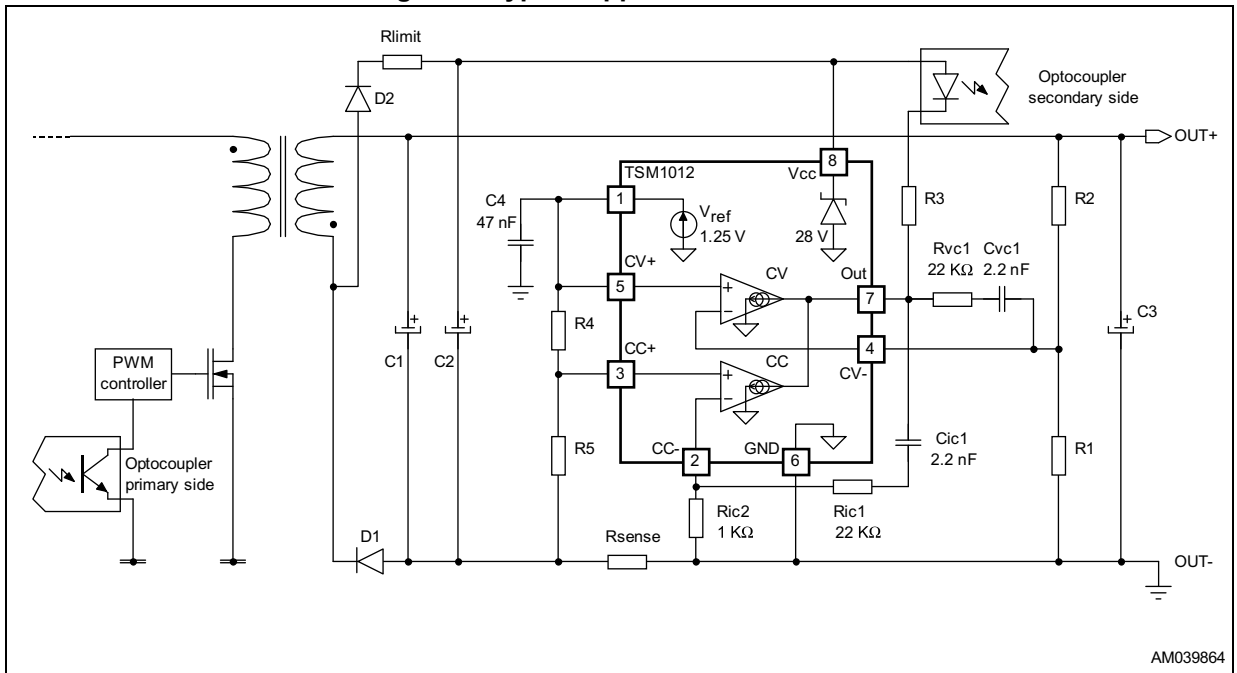 Rlimit
D2
Optocoupler
secondary side
OUT+
TSM1012
8
Vcc
C4
47 nF
1
Vref
1.25 V
28 V
R3
R2
Rvc1
22 KΩ
Cvc1
2.2 nF
CV+
CV
Out
5
7
C3
R4
4
CV-
CC+
CC
3
PWM
controller
C1
C2
+
+
+
+
−
+
−
R5
CC-
2
GND
6
Cic1
2.2 nF
R1
Optocoupler
primary side
Ric2
1 KΩ
Ric1
22 KΩ
D1
Rsense
OUT-
AM039864